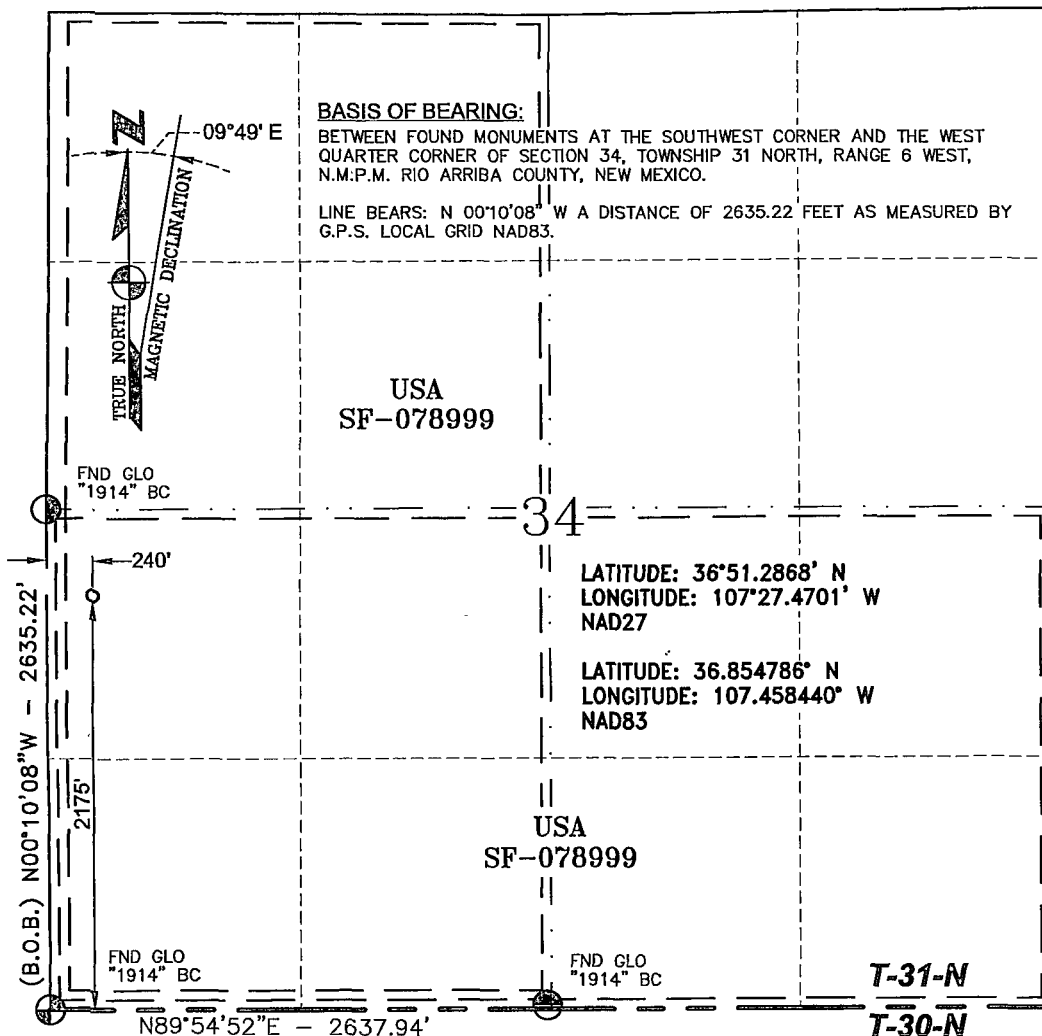 Z
09°49' E
TRUE NORTH
MAGNETIC DECLINATION
BASIS OF BEARING:
BETWEEN FOUND MONUMENTS AT THE SOUTHWEST CORNER AND THE WEST
QUARTER CORNER OF SECTION 34, TOWNSHIP 31 NORTH, RANGE 6 WEST,
N.M.P.M. RIO ARRIBA COUNTY, NEW MEXICO.
LINE BEARS: N 00°10'08" W A DISTANCE OF 2635.22 FEET AS MEASURED BY
G.P.S. LOCAL GRID NAD83.
USA
SF-078999
FND GLO
"1914" BC
34
240'
LATITUDE: 36°51.2868' N
LONGITUDE: 107°27.4701' W
NAD27
LATITUDE: 36.854786° N
LONGITUDE: 107.458440° W
NAD83
(B.O.B.) N00°10'08"W - 2635.22'
2175'
USA
SF-078999
FND GLO
"1914" BC
FND GLO
"1914" BC
T-31-N
N89°54'52"E - 2637.94'
T-30-N